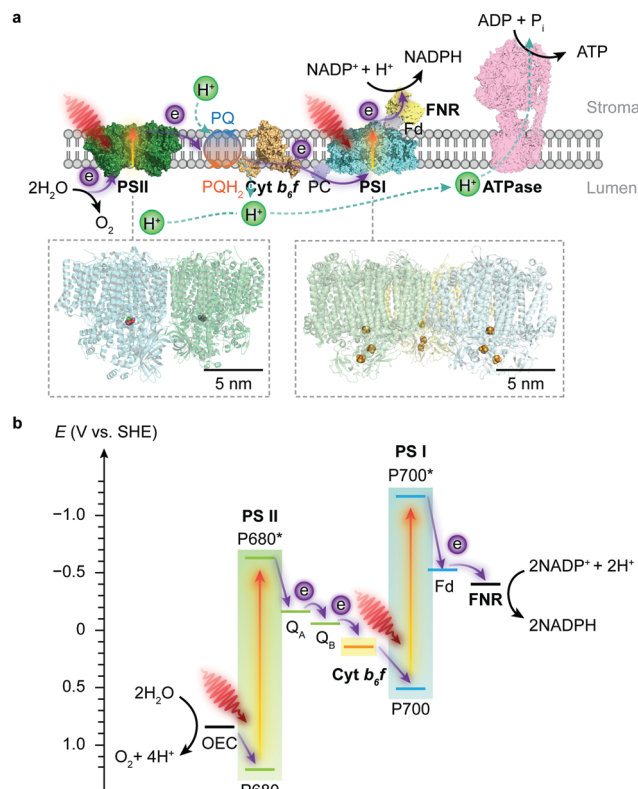 a
ADP + Pi
ATP
NADP+ + H+
NADPH
H+
e
FNR
Stroma
PQ
Fd
e
e
e
PSII
PQH2
Cyt b6f
PC
PSI
H+
ATPase
Lumen
2H2O
O2
H+
H+
5 nm
5 nm
b
E (V vs. SHE)
PS I
P700*
−1.0
PS II
P680*
e
−0.5
Fd
2NADP+ + 2H+
e
e
FNR
QA
QB
0
2NADPH
Cyt b6f
0.5
2H2O
P700
OEC
O2 + 4H+
1.0
P680